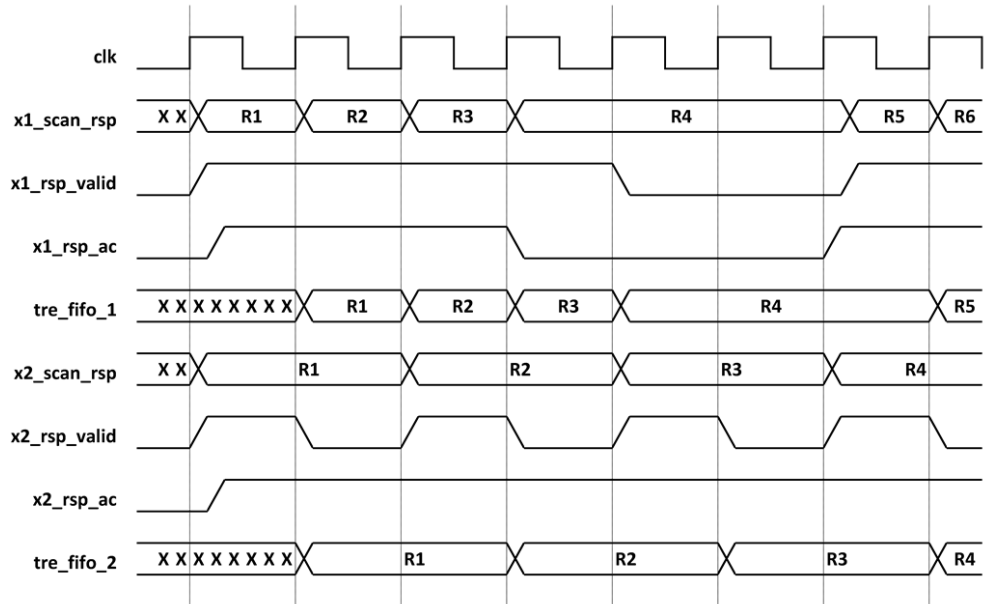 clk
x1_scan_rsp X X R1 R2 R3 R4 R5 R6
x1_rsp_valid
x1_rsp_ac
tre_fifo_1 X X X X X X X R1 R2 R3 R4 R5
x2_scan_rsp X X R1 R2 R3 R4
x2_rsp_valid
x2_rsp_ac
tre_fifo_2 X X X X X X X R1 R2 R3 R4